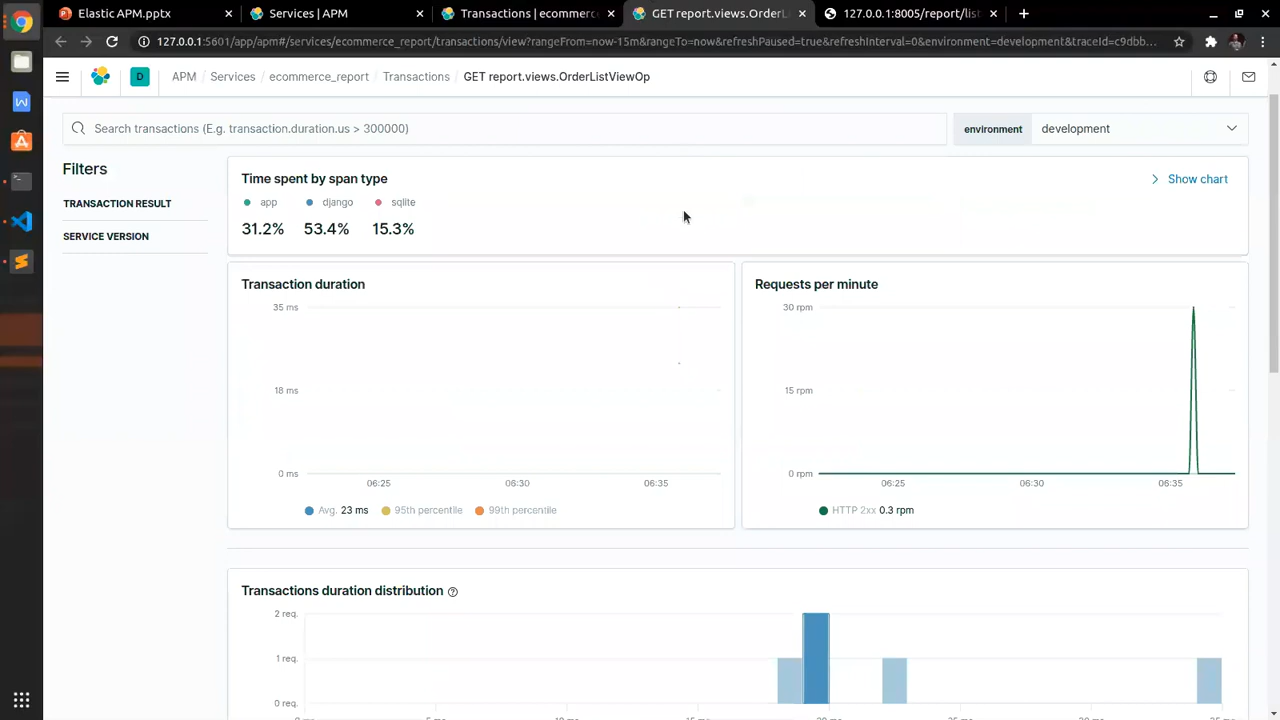 Elastic APM.pptx
Services | APM
Transactions | ecommerc
GET report.views.OrderLi
127.0.0.1:8005/report/list
127.0.0.1:5601/app/apm#/services/ecommerce_report/transactions/view?rangeFrom=now-15m&rangeTo=now&refreshPaused=true&refreshInterval=0&environment=development&traceId=c9dbb...
D
APM / Services / ecommerce_report / Transactions / GET report.views.OrderListViewOp
Search transactions (E.g. transaction.duration.us > 300000)
environment
development
Filters
TRANSACTION RESULT
SERVICE VERSION
Time spent by span type
Show chart
app django sqlite
31.2% 53.4% 15.3%
Transaction duration
35 ms
18 ms
0 ms
06:25 06:30 06:35
Avg. 23 ms 95th percentile 99th percentile
Requests per minute
30 rpm
15 rpm
0 rpm
06:25 06:30 06:35
HTTP 2xx 0.3 rpm
Transactions duration distribution
2 req.
1 req.
0 req.